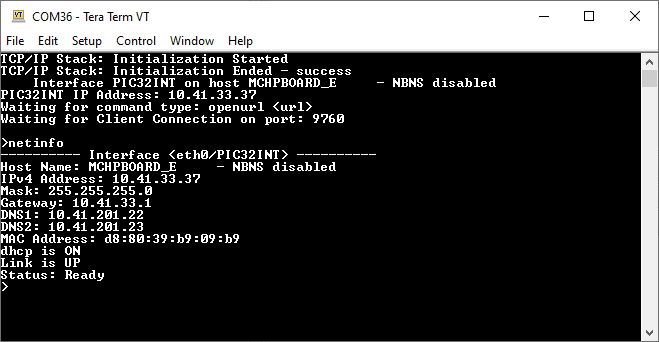 COM36 - Tera Term VT
File Edit Setup Control Window Help
TCP/IP Stack: Initialization Started
TCP/IP Stack: Initialization Ended - success
    Interface PIC32INT on host MCHPBOARD_E     - NBNS disabled
PIC32INT IP Address: 10.41.33.37
Waiting for command type: openurl <url>
Waiting for Client Connection on port: 9760
>netinfo
---------- Interface <eth0/PIC32INT> ----------
Host Name: MCHPBOARD_E     - NBNS disabled
IPv4 Address: 10.41.33.37
Mask: 255.255.255.0
Gateway: 10.41.33.1
DNS1: 10.41.201.22
DNS2: 10.41.201.23
MAC Address: d8:80:39:b9:09:b9
dhcp is ON
Link is UP
Status: Ready
>